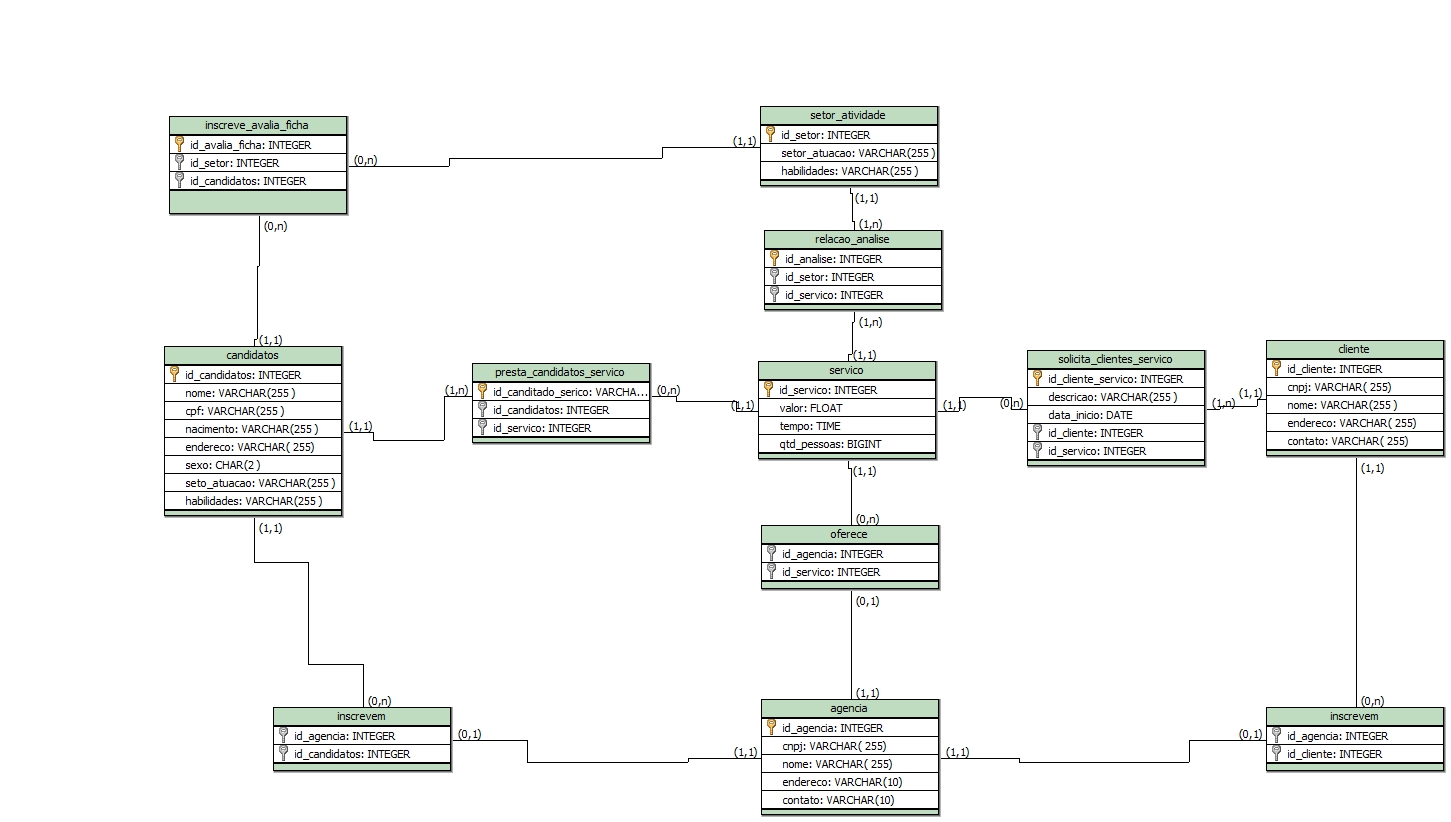 inscreve_avalia_ficha
id_avalia_ficha: INTEGER
id_setor: INTEGER
id_candidatos: INTEGER
(0,n)
(0,n)
(1,1)
setor_atividade
id_setor: INTEGER
setor_atuacao: VARCHAR(255 )
habilidades: VARCHAR(255 )
(1,1)
(1,n)
relacao_analise
id_analise: INTEGER
id_setor: INTEGER
id_servico: INTEGER
(1,n)
(1,1)
(1,1)
candidatos
id_candidatos: INTEGER
nome: VARCHAR(255 )
cpf: VARCHAR(255 )
nacimento: VARCHAR(255 )
endereco: VARCHAR( 255)
sexo: CHAR(2 )
seto_atuacao: VARCHAR(255 )
habilidades: VARCHAR(255 )
(1,1)
(1,1)
(1,n)
presta_candidatos_servico
id_canditado_serico: VARCHA...
id_candidatos: INTEGER
id_servico: INTEGER
(0,n)
(1,1)
servico
id_servico: INTEGER
valor: FLOAT
tempo: TIME
qtd_pessoas: BIGINT
(1,1)
(1,1)
(0,n)
solicita_clientes_servico
id_cliente_servico: INTEGER
descricao: VARCHAR(255 )
data_inicio: DATE
id_cliente: INTEGER
id_servico: INTEGER
(1,n)
(1,1)
cliente
id_cliente: INTEGER
cnpj: VARCHAR( 255)
nome: VARCHAR(255 )
endereco: VARCHAR( 255)
contato: VARCHAR( 255)
(1,1)
(0,n)
oferece
id_agencia: INTEGER
id_servico: INTEGER
(0,1)
(1,1)
(0,n)
inscrevem
id_agencia: INTEGER
id_candidatos: INTEGER
(0,1)
(1,1)
agencia
id_agencia: INTEGER
cnpj: VARCHAR( 255)
nome: VARCHAR( 255)
endereco: VARCHAR(10)
contato: VARCHAR(10)
(1,1)
(0,1)
(0,n)
inscrevem
id_agencia: INTEGER
id_cliente: INTEGER